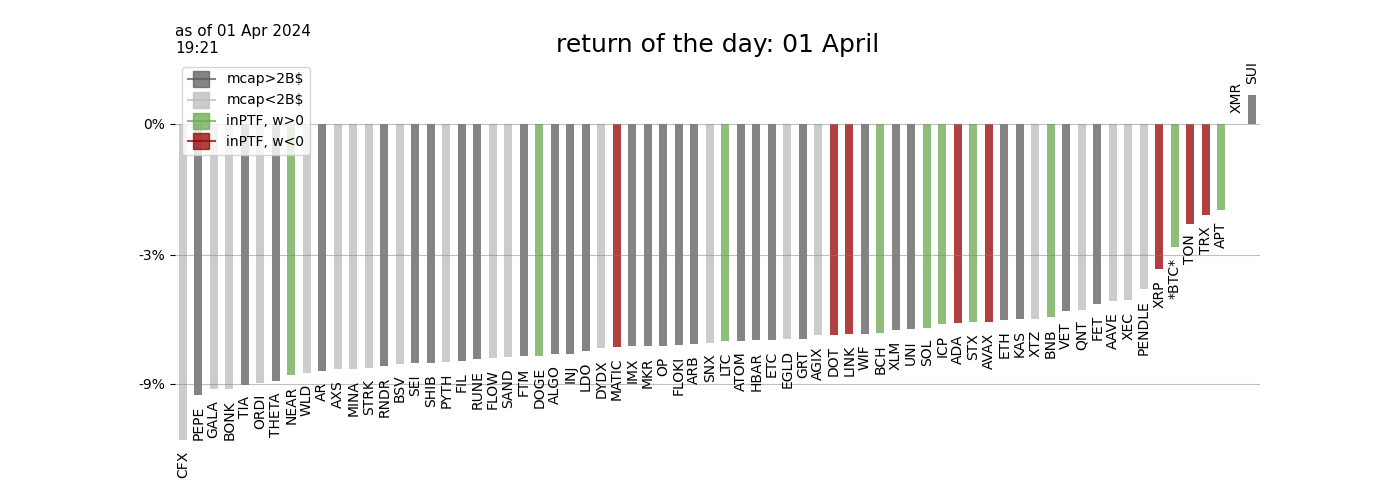 as of 01 Apr 2024
19:21
return of the day: 01 April
mcap>2B$
mcap<2B$
inPTF, w>0
inPTF, w<0
0%
-3%
-9%
CFX
PEPE
GALA
BONK
TIA
ORDI
THETA
NEAR
WLD
AR
AXS
MINA
STRK
RNDR
BSV
SEI
SHIB
PYTH
FIL
RUNE
FLOW
SAND
FTM
DOGE
ALGO
INJ
LDO
DYDX
MATIC
IMX
MKR
OP
FLOKI
ARB
SNX
LTC
ATOM
HBAR
ETC
EGLD
GRT
AGIX
DOT
LINK
WIF
BCH
XLM
UNI
SOL
ICP
ADA
STX
AVAX
ETH
KAS
XTZ
BNB
VET
QNT
FET
AAVE
XEC
PENDLE
XRP
*BTC*
TON
TRX
APT
XMR
SUI